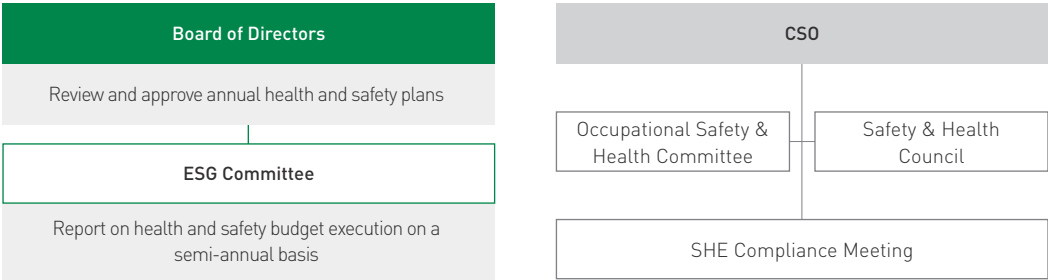 Board of Directors
Review and approve annual health and safety plans
ESG Committee
Report on health and safety budget execution on a
semi-annual basis
CSO
Occupational Safety &
Health Committee
Safety & Health
Council
SHE Compliance Meeting